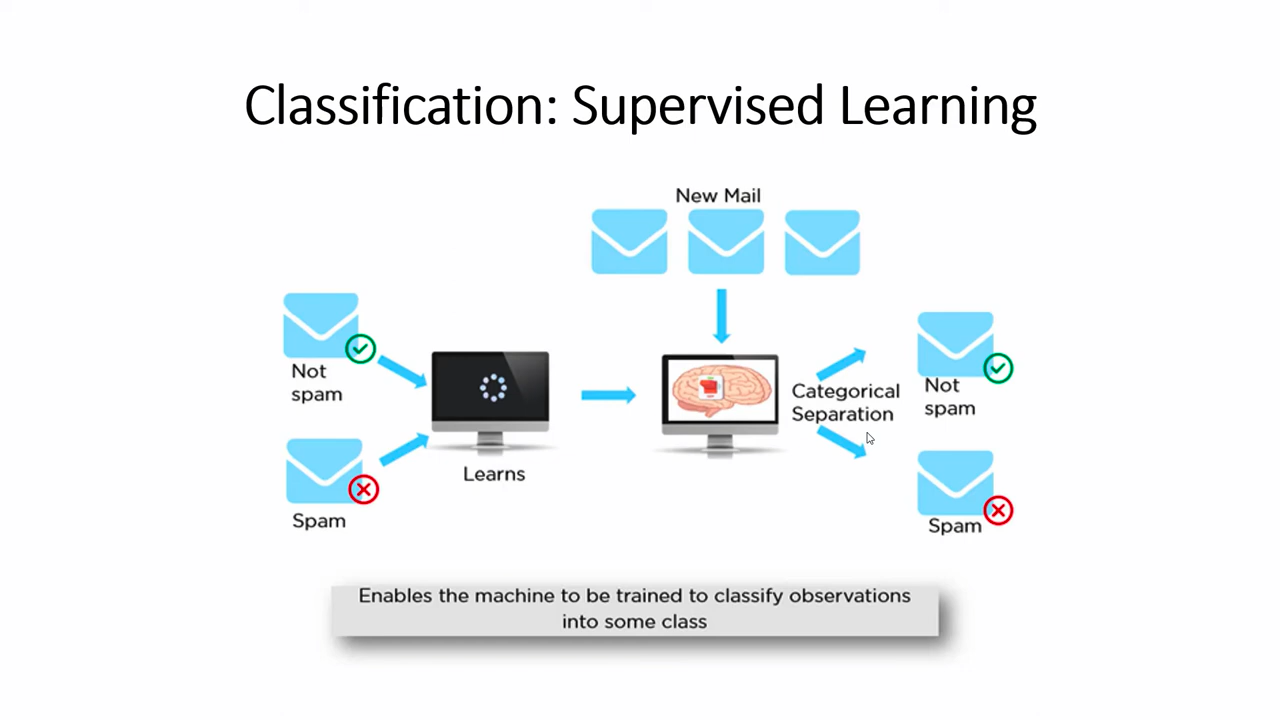 Classification: Supervised Learning
New Mail
Not
spam
Spam
Learns
Categorical
Separation
Not
spam
Spam
Enables the machine to be trained to classify observations
into some class